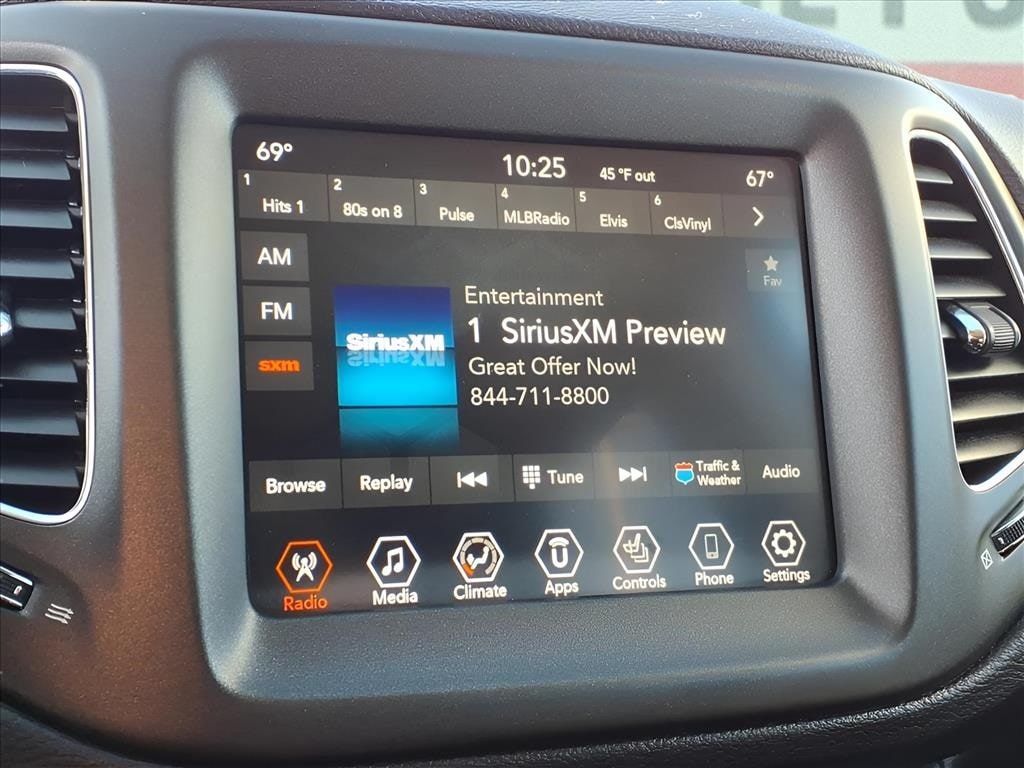 69° 10:25 45 °F out 67°
1 Hits 1 2 80s on 8 3 Pulse 4 MLBRadio 5 Elvis 6 ClsVinyl
AM
FM
sxm
Fav
SiriusXM
Entertainment
1 SiriusXM Preview
Great Offer Now!
844-711-8800
Browse Replay Tune Traffic & Weather Audio
Radio Media Climate Apps Controls Phone Settings